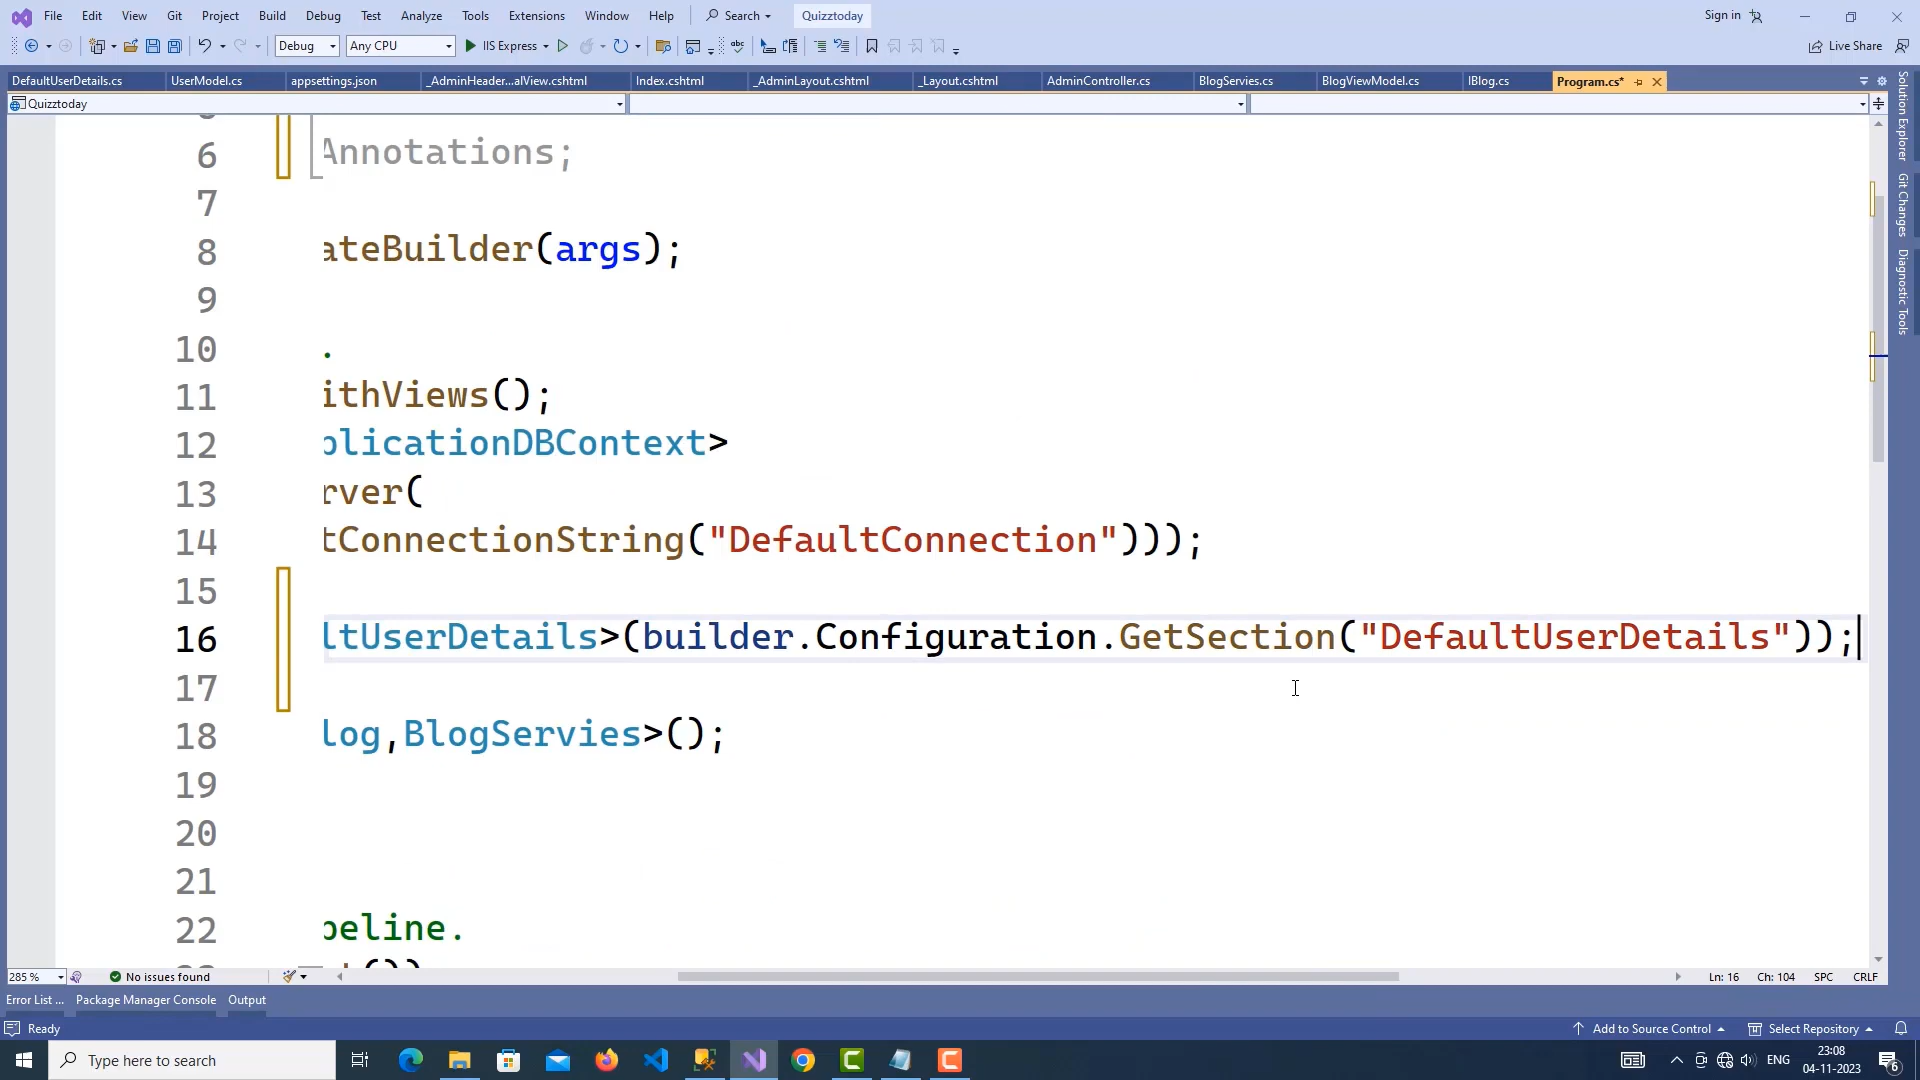 File Edit View Git Project Build Debug Test Analyze Tools Extensions Window Help Search Quizztoday Sign in
Debug Any CPU IIS Express abc Live Share
DefaultUserDetails.cs UserModel.cs appsettings.json _AdminHeader...alView.cshtml Index.cshtml _AdminLayout.cshtml _Layout.cshtml AdminController.cs BlogServies.cs BlogViewModel.cs IBlog.cs Program.cs*
Quizztoday
6 Annotations;
7
8 ateBuilder(args);
9
10 .
11 ithViews();
12 plicationDBContext>
13 rver(
14 tConnectionString("DefaultConnection")));
15
16 ltUserDetails>(builder.Configuration.GetSection("DefaultUserDetails"));
17
18 log,BlogServies>();
19
20
21
22 peline.
Solution Explorer
Git Changes
Diagnostic Tools
285 % No issues found Ln: 16 Ch: 104 SPC CRLF
Error List ... Package Manager Console Output
Ready Add to Source Control Select Repository
Type here to search ENG 23:08
04-11-2023 6